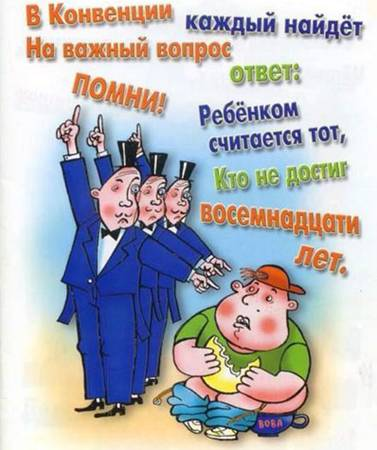 В Конвенции каждый найдёт
На важный вопрос ответ:
ПОМНИ!
Ребёнком
считается тот,
Кто не достиг
восемнадцати
лет.
ВОВА